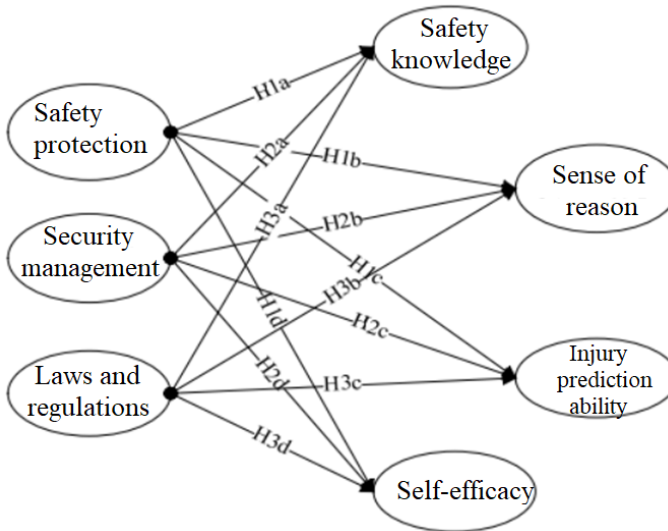 Safety
knowledge
Safety
protection
H1a
H2a
H1b
Sense of
reason
H3a
H2b
Security
management
H1c
H3b
H1d
H2c
Injury
prediction
ability
Laws and
regulations
H2d
H3c
H3d
Self-efficacy